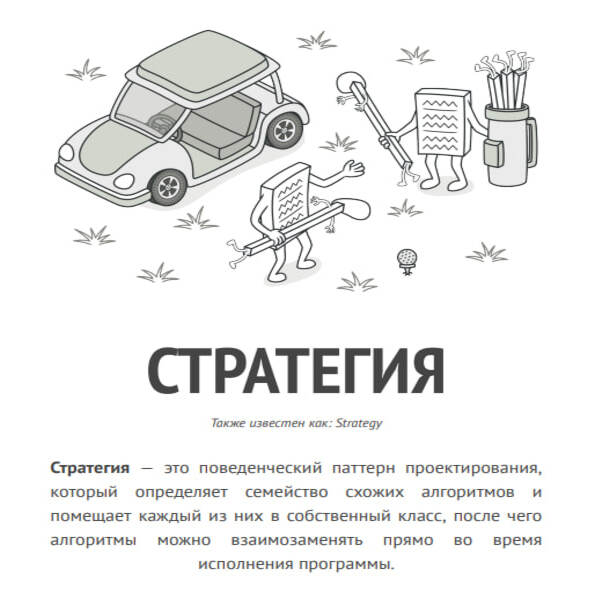 СТРАТЕГИЯ
Также известен как: Strategy
Стратегия — это поведенческий паттерн проектирования,
который определяет семейство схожих алгоритмов и
помещает каждый из них в собственный класс, после чего
алгоритмы можно взаимозаменять прямо во время
исполнения программы.